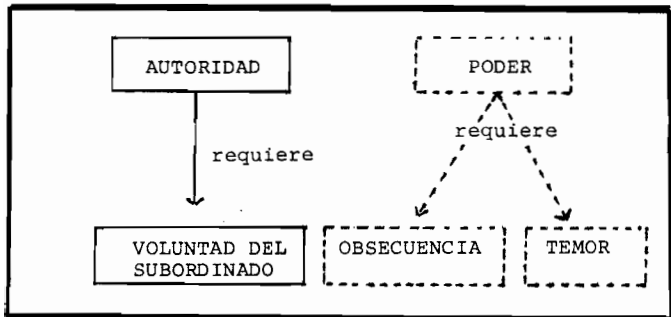 AUTORIDAD
PODER
requiere
requiere
VOLUNTAD DEL
SUBORDINADO
OBSECUENCIA
TEMOR